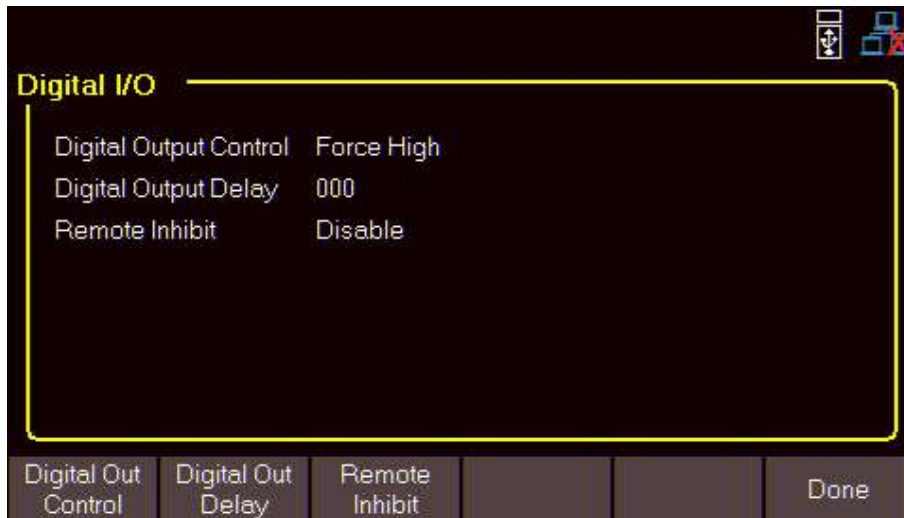 Digital I/O
Digital Output Control Force High
Digital Output Delay 000
Remote Inhibit Disable
Digital Out Control
Digital Out Delay
Remote Inhibit
Done